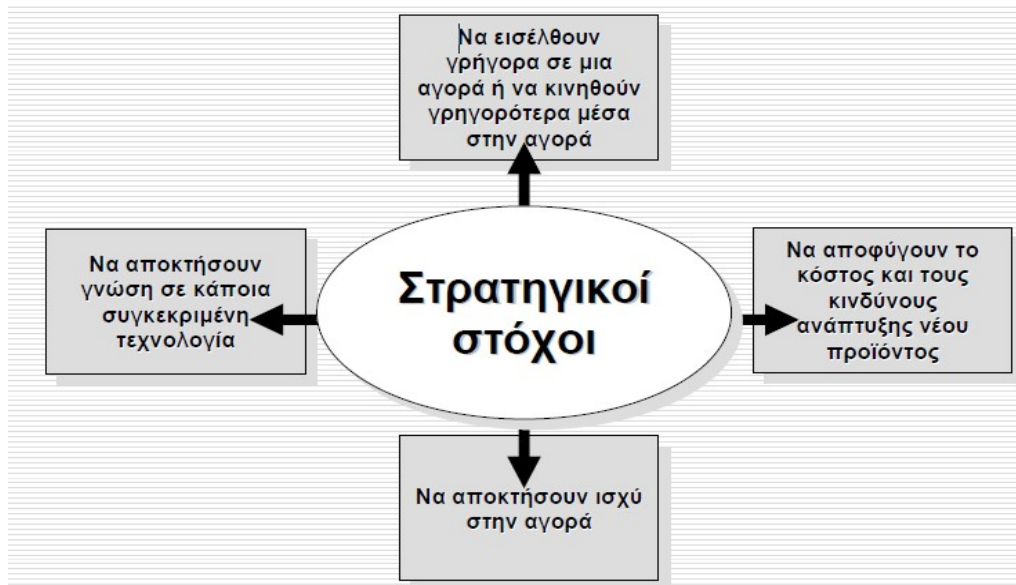 Να εισέλθουν
γρήγορα σε μια
αγορά ή να κινηθούν
γρηγορότερα μέσα
στην αγορά
Να αποκτήσουν
γνώση σε κάποια
συγκεκριμένη
τεχνολογία
Στρατηγικοί
στόχοι
Να αποφύγουν το
κόστος και τους
κινδύνους
ανάπτυξης νέου
προϊόντος
Να αποκτήσουν ισχύ
στην αγορά